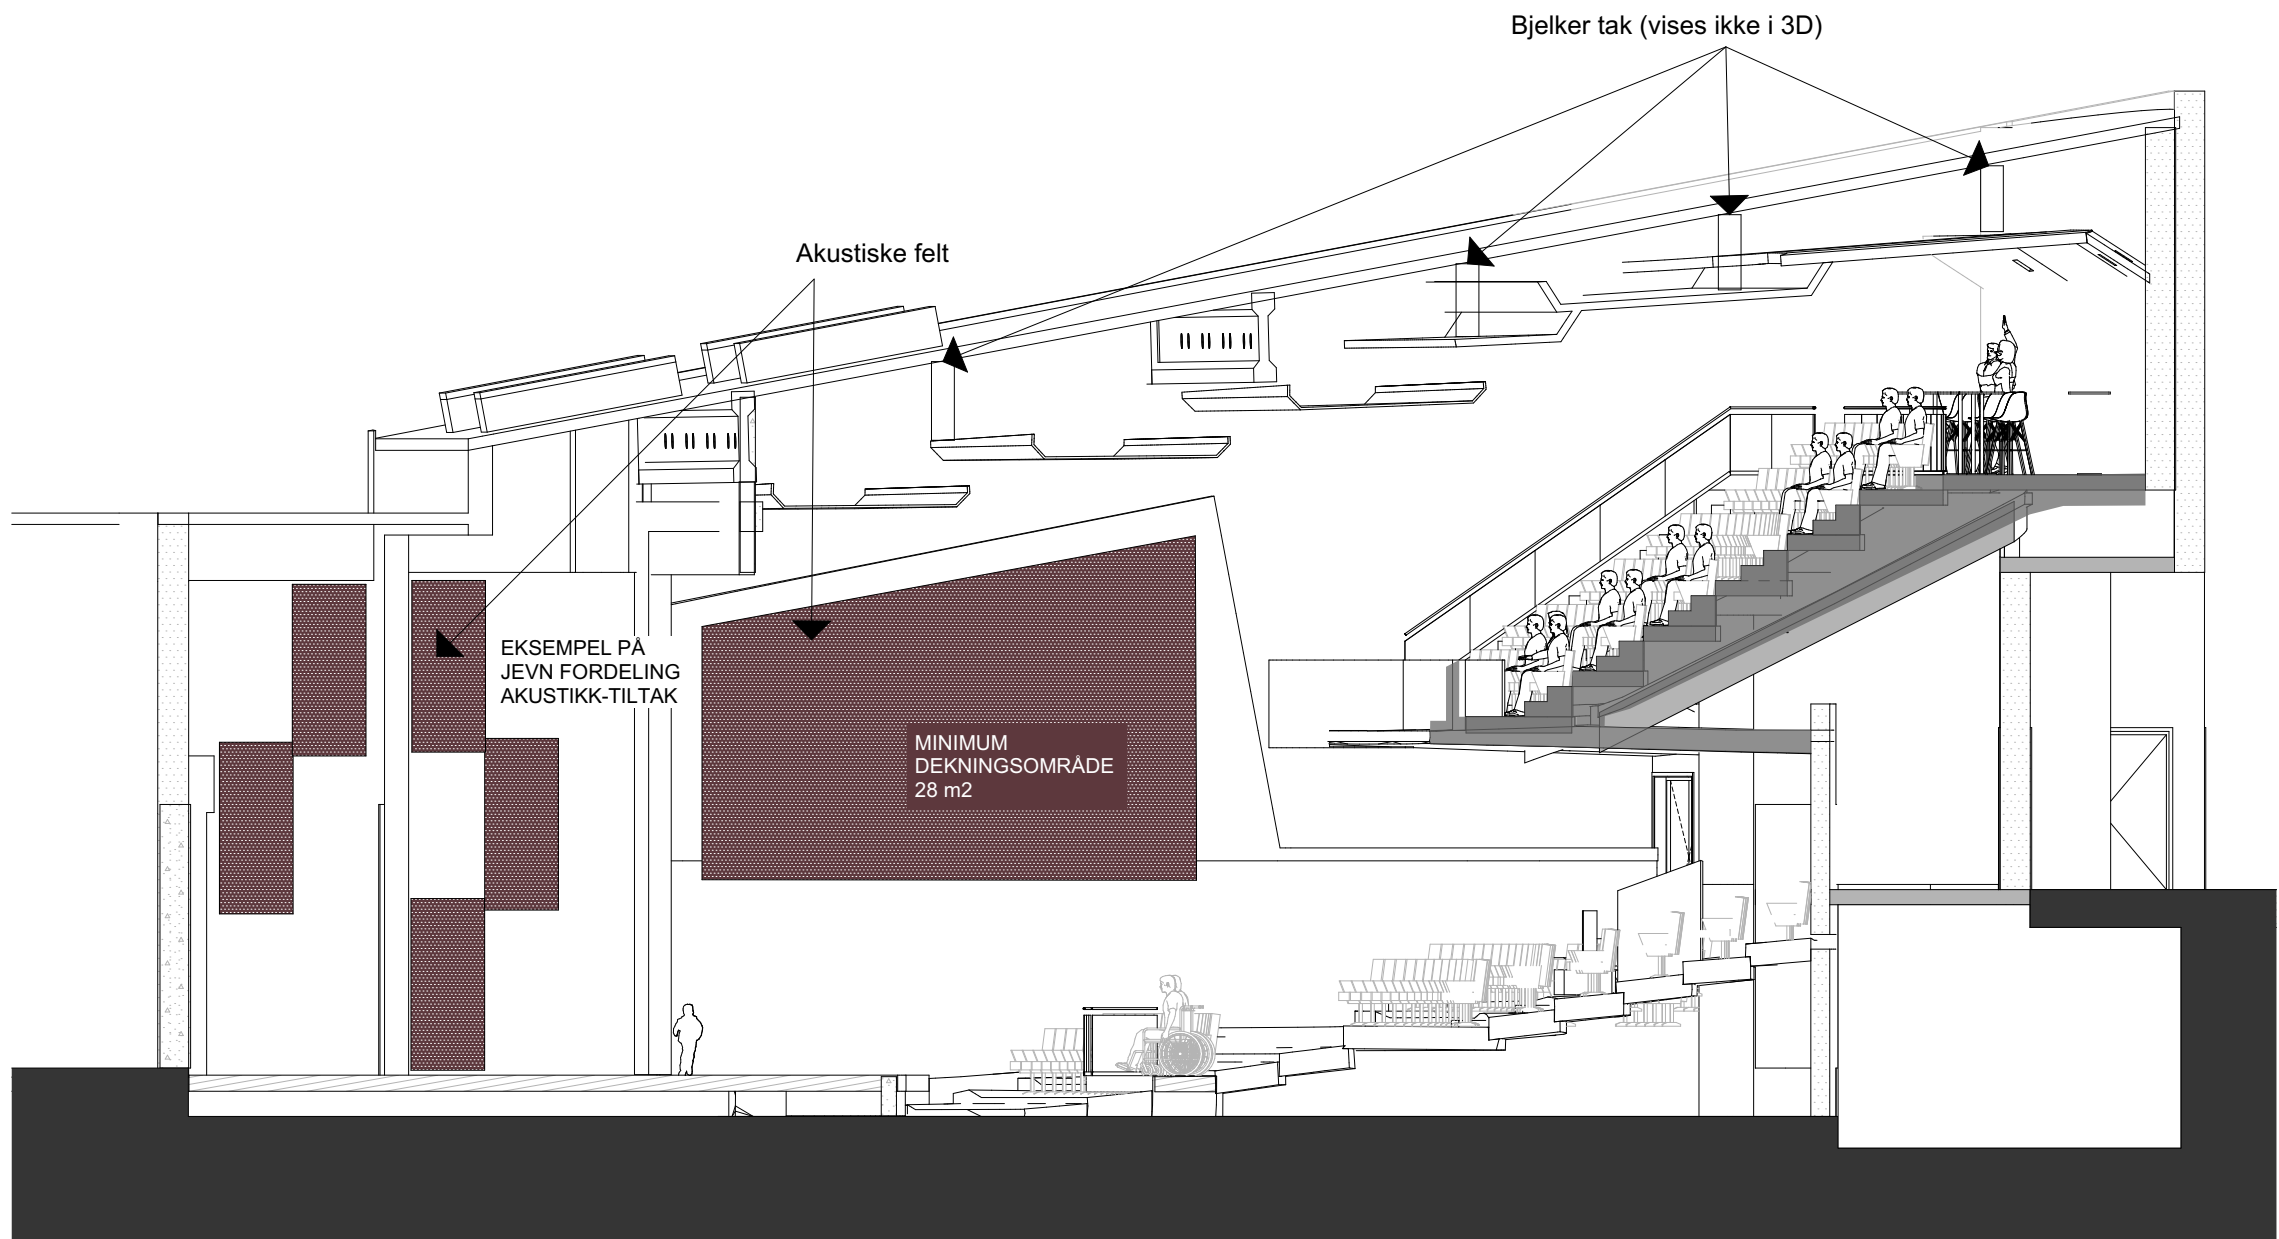 Bjelker tak (vises ikke i 3D)
Akustiske felt
EKSEMPEL PÅ
JEVN FORDELING
AKUSTIKK-TILTAK
MINIMUM
DEKNINGSOMRÅDE
28 m2